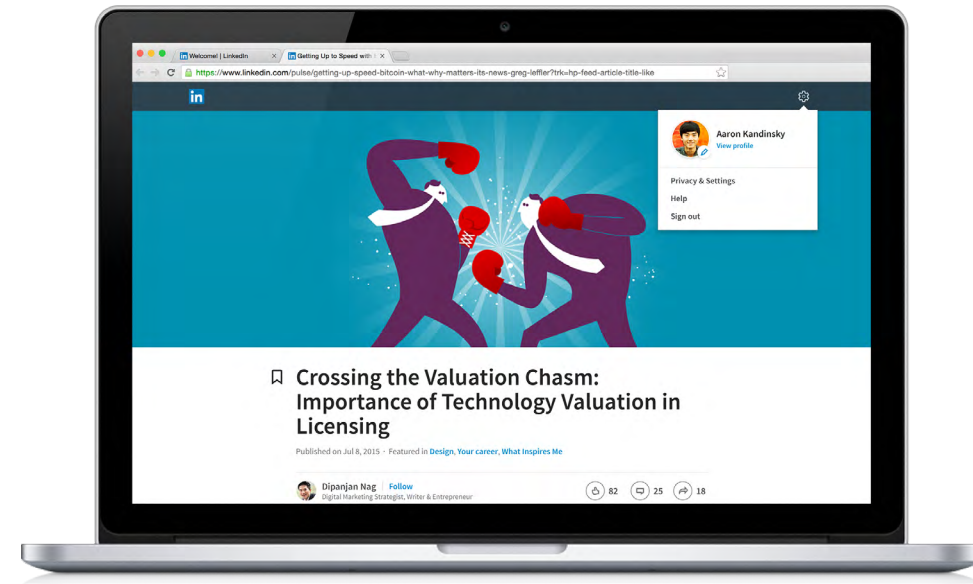 Welcome! | LinkedIn
Getting Up to Speed with
https://www.linkedin.com/pulse/getting-up-speed-bitcoin-what-why-matters-its-news-greg-leffler?trk=hp-feed-article-title-like
in
Aaron Kandinsky
View profile
Privacy & Settings
Help
Sign out
Crossing the Valuation Chasm:
Importance of Technology Valuation in
Licensing
Published on Jul 8, 2015 · Featured in Design, Your career, What Inspires Me
Dipanjan Nag | Follow
Digital Marketing Strategist, Writer & Entrepreneur
82 25 18